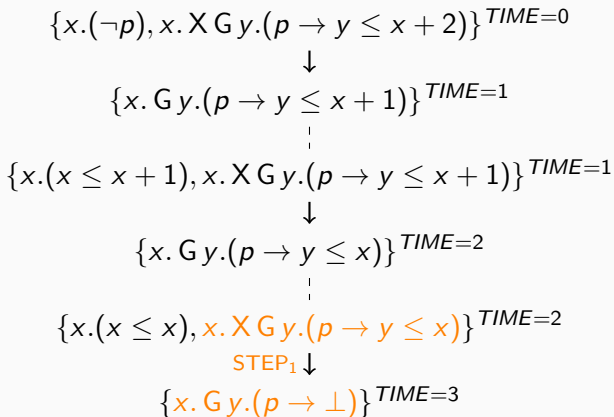 {x.(¬p), x. X G y.(p → y ≤ x + 2)}^TIME=0
↓
{x. G y.(p → y ≤ x + 1)}^TIME=1
{x.(x ≤ x + 1), x. X G y.(p → y ≤ x + 1)}^TIME=1
↓
{x. G y.(p → y ≤ x)}^TIME=2
{x.(x ≤ x), x. X G y.(p → y ≤ x)}^TIME=2
STEP₁ ↓
{x. G y.(p → ⊥)}^TIME=3